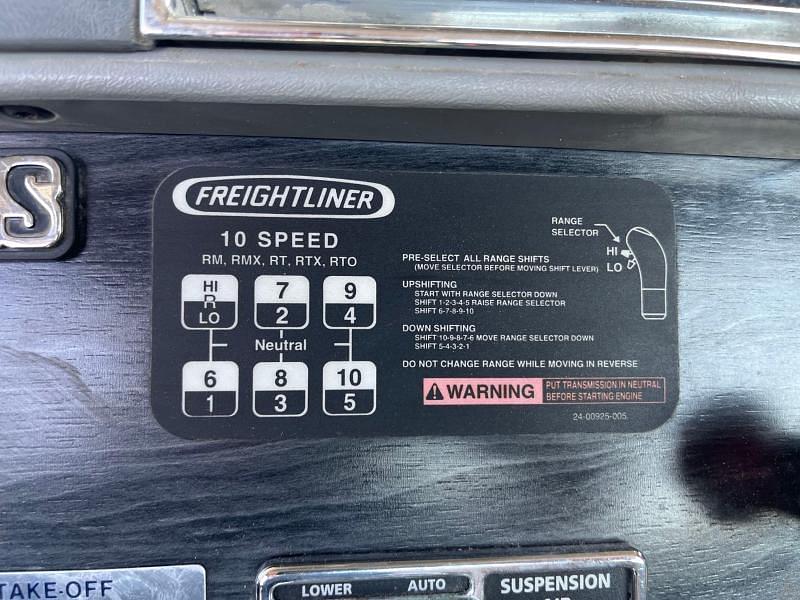 S
FREIGHTLINER
10 SPEED
RM, RMX, RT, RTX, RTO
HI
R
LO
7
2
9
4
Neutral
6
1
8
3
10
5
RANGE
SELECTOR
HI
LO
PRE-SELECT ALL RANGE SHIFTS
(MOVE SELECTOR BEFORE MOVING SHIFT LEVER)
UPSHIFTING
START WITH RANGE SELECTOR DOWN
SHIFT 1-2-3-4-5 RAISE RANGE SELECTOR
SHIFT 6-7-8-9-10
DOWN SHIFTING
SHIFT 10-9-8-7-6 MOVE RANGE SELECTOR DOWN
SHIFT 5-4-3-2-1
DO NOT CHANGE RANGE WHILE MOVING IN REVERSE
WARNING
PUT TRANSMISSION IN NEUTRAL
BEFORE STARTING ENGINE
24-00925-005.
TAKE-OFF
LOWER AUTO
SUSPENSION